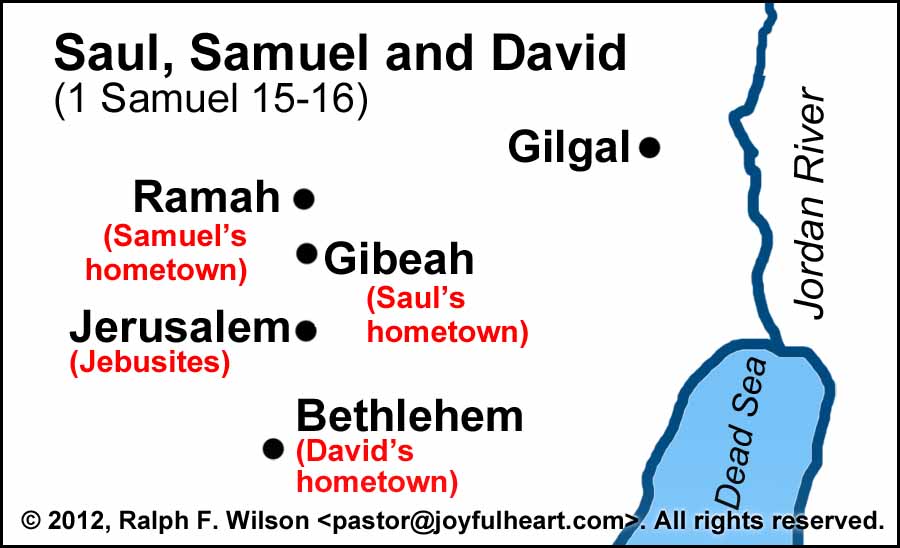 Saul, Samuel and David
(1 Samuel 15-16)
Gilgal
Jordan River
Ramah
(Samuel’s
hometown)
Gibeah
(Saul’s
hometown)
Jerusalem
(Jebusites)
Dead Sea
Bethlehem
(David’s
hometown)
© 2012, Ralph F. Wilson <pastor@joyfulheart.com>. All rights reserved.